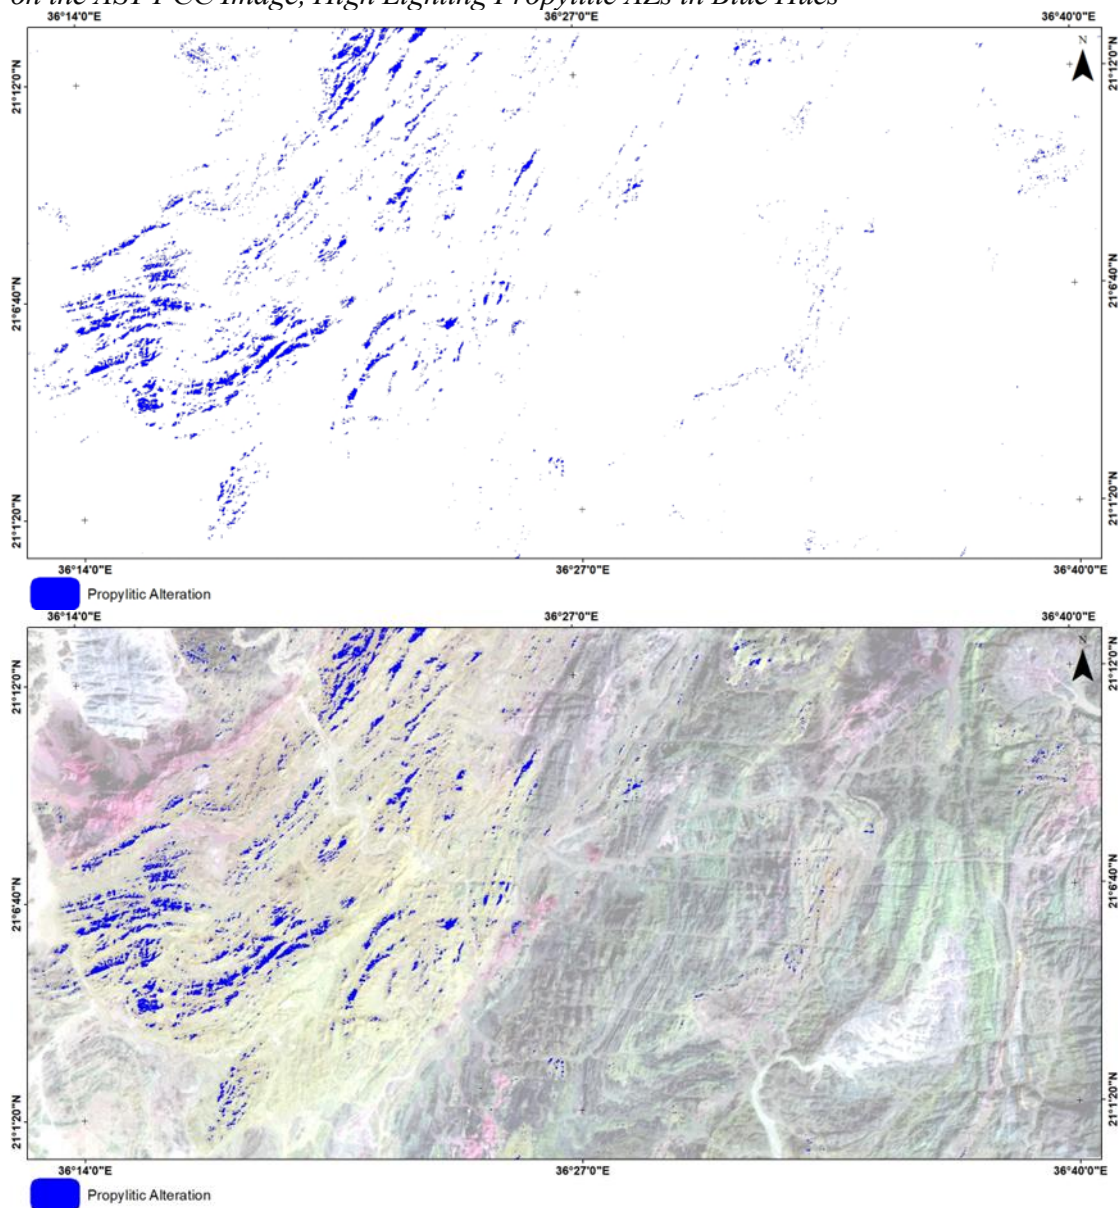 on the AST FCC Image, High Lighting Propylitic AZs in Blue Hues
36°14'0"E 36°27'0"E 36°40'0"E
N
21°12'0"N 21°12'0"N
21°6'40"N 21°6'40"N
21°1'20"N 21°1'20"N
36°14'0"E 36°27'0"E 36°40'0"E
Propylitic Alteration
36°14'0"E 36°27'0"E 36°40'0"E
N
21°12'0"N 21°12'0"N
21°6'40"N 21°6'40"N
21°1'20"N 21°1'20"N
36°14'0"E 36°27'0"E 36°40'0"E
Propylitic Alteration